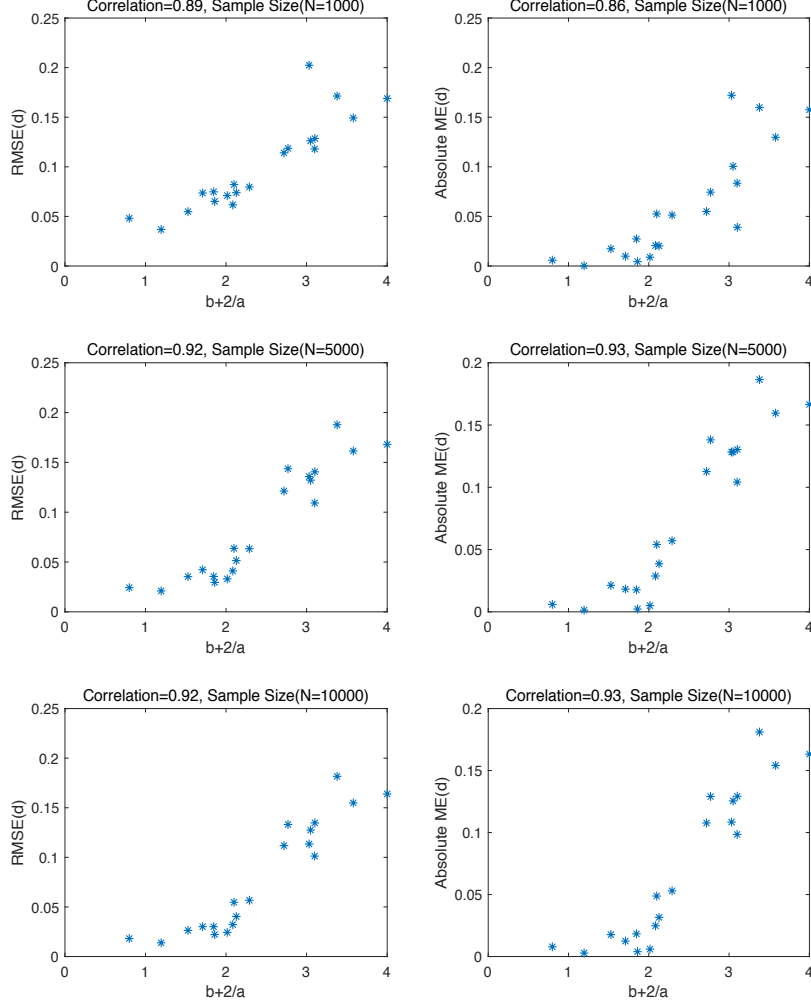 Correlation=0.89, Sample Size(N=1000)
0.25
0.2
0.15
0.1
0.05
0
RMSE(d)
0 1 2 3 4
b+2/a
Correlation=0.86, Sample Size(N=1000)
0.25
0.2
0.15
0.1
0.05
0
Absolute ME(d)
0 1 2 3 4
b+2/a
Correlation=0.92, Sample Size(N=5000)
0.25
0.2
0.15
0.1
0.05
0
RMSE(d)
0 1 2 3 4
b+2/a
Correlation=0.93, Sample Size(N=5000)
0.2
0.15
0.1
0.05
0
Absolute ME(d)
0 1 2 3 4
b+2/a
Correlation=0.92, Sample Size(N=10000)
0.25
0.2
0.15
0.1
0.05
0
RMSE(d)
0 1 2 3 4
b+2/a
Correlation=0.93, Sample Size(N=10000)
0.2
0.15
0.1
0.05
0
Absolute ME(d)
0 1 2 3 4
b+2/a